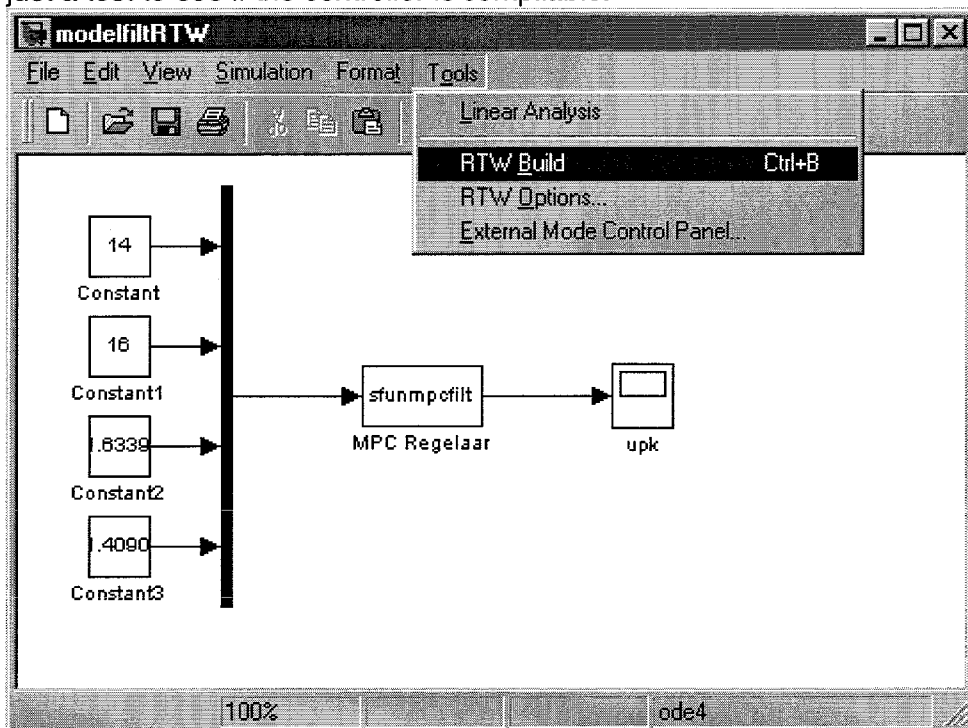 modelfiltRTW
File Edit View Simulation Format Tools
Linear Analysis
RTW Build Ctrl+B
RTW Options...
External Mode Control Panel...
14
Constant
16
Constant1
.6339
Constant2
.4090
Constant3
sfunmpcfilt
MPC Regelaar
upk
100% ode4